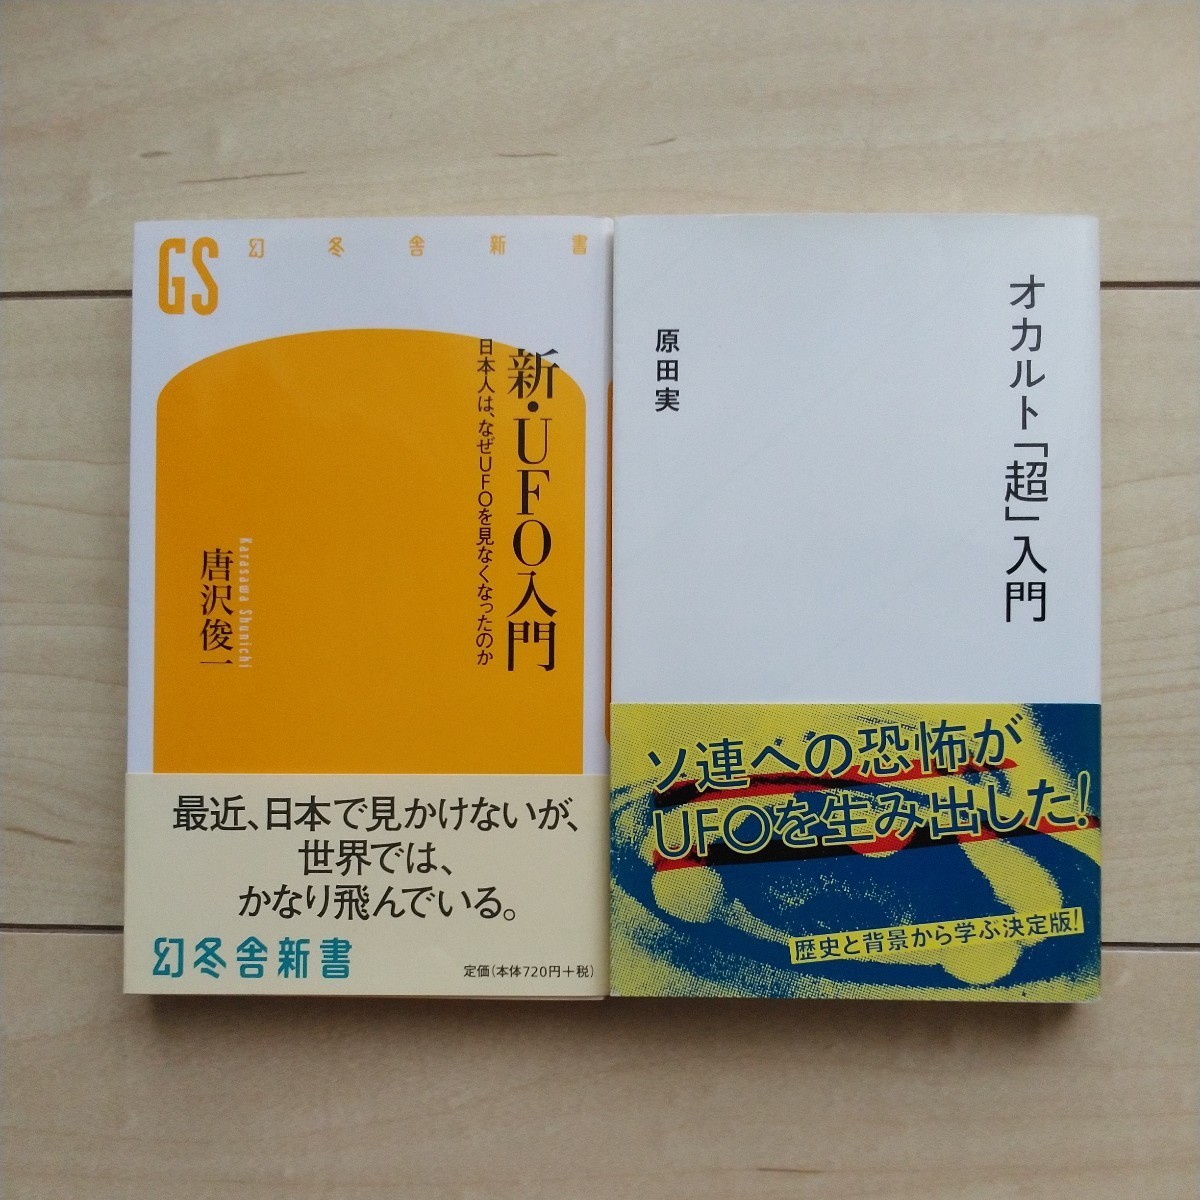 GS 幻冬舎新書
新・UFO入門
日本人は、なぜUFOを見なくなったのか
Karasawa Shunichi
唐沢俊一
最近、日本で見かけないが、
世界では、
かなり飛んでいる。
幻冬舎新書
定価(本体720円+税)
オカルト「超」入門
原田実
ソ連への恐怖が
UFOを生み出した!
歴史と背景から学ぶ決定版!